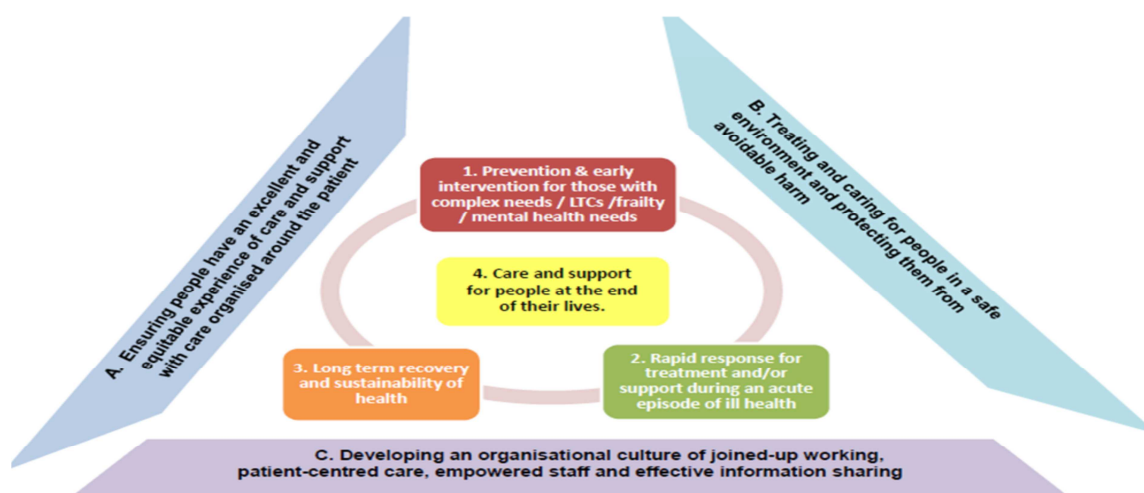 A. Ensuring people have an excellent and
equitable experience of care and support
with care organised around the patient
B. Treating and caring for people in a safe
environment and protecting them from
avoidable harm
1. Prevention & early
intervention for those with
complex needs / LTCs /frailty
/ mental health needs
4. Care and support
for people at the end
of their lives.
3. Long term recovery
and sustainability of
health
2. Rapid response for
treatment and/or
support during an acute
episode of ill health
C. Developing an organisational culture of joined-up working,
patient-centred care, empowered staff and effective information sharing